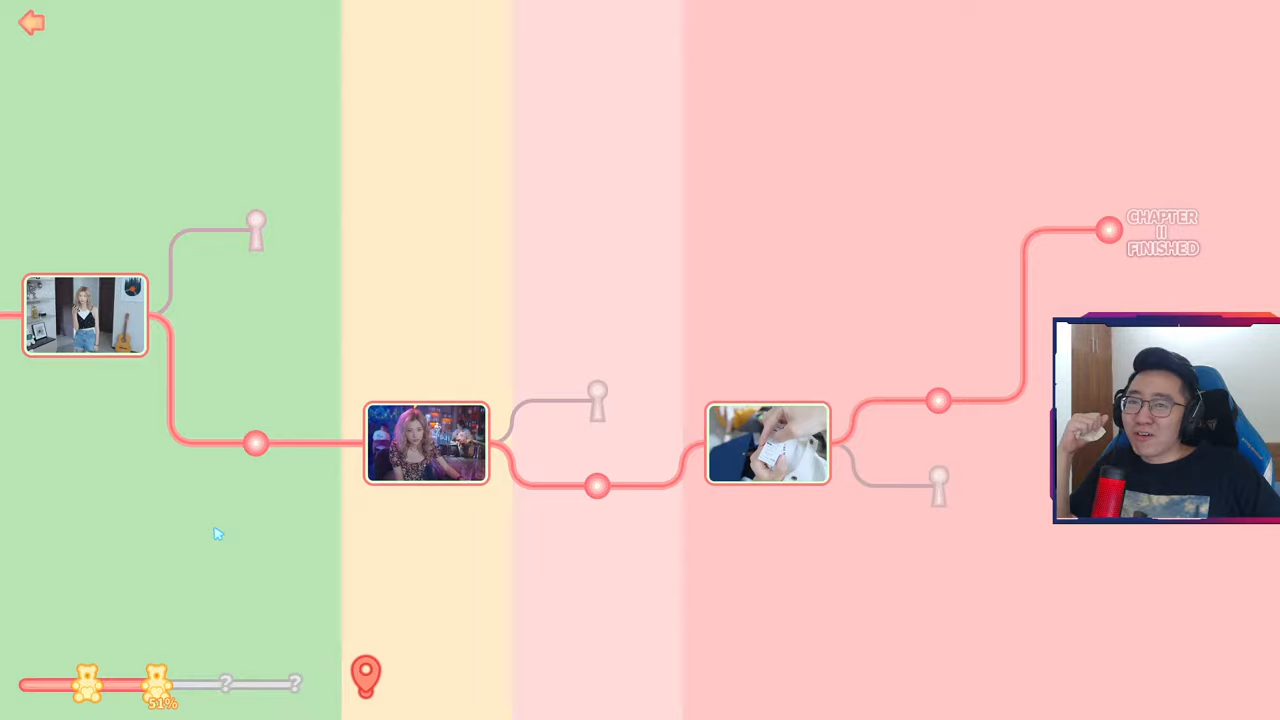 CHAPTER
II
FINISHED
?
?
51%